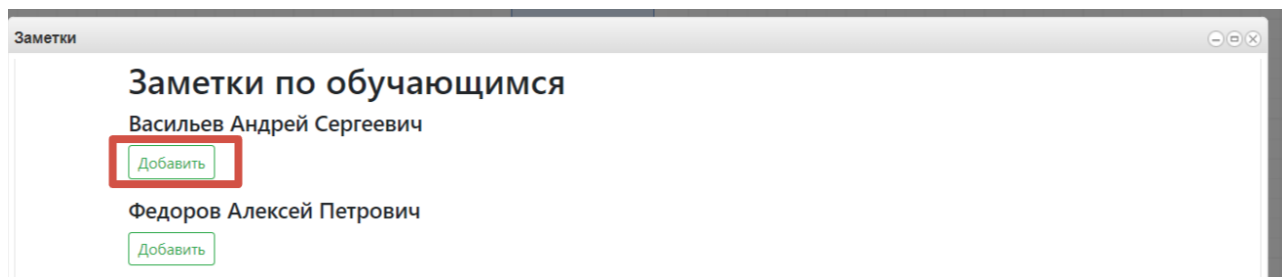 Заметки
Заметки по обучающимся
Васильев Андрей Сергеевич
Добавить
Федоров Алексей Петрович
Добавить